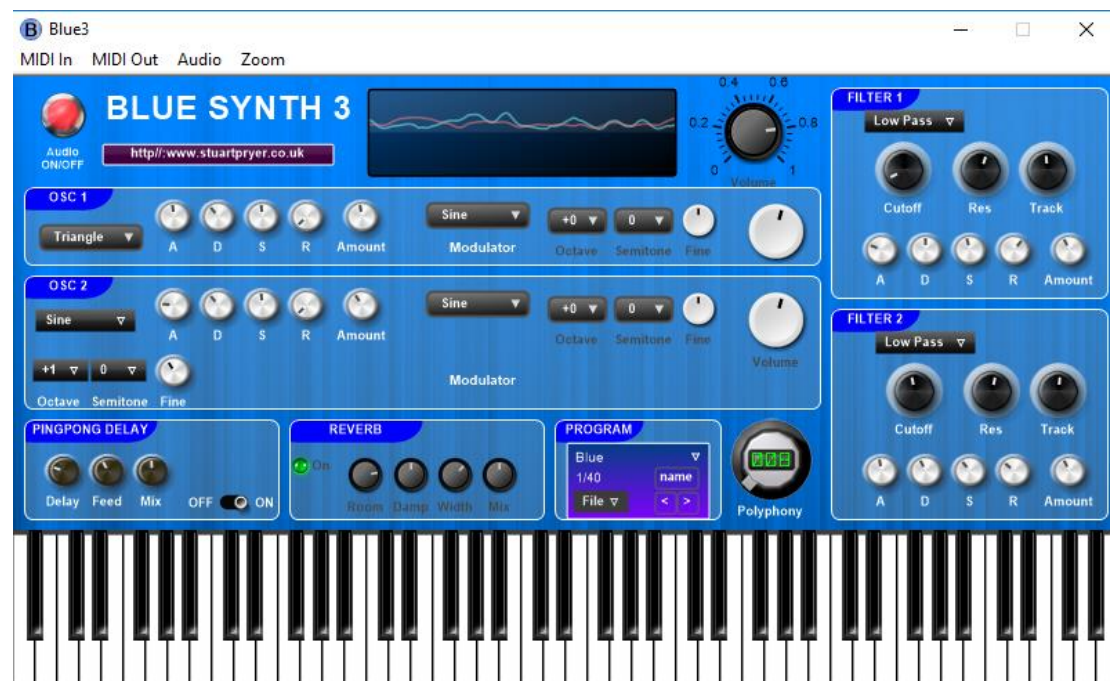 Blue3
MIDI In MIDI Out Audio Zoom
BLUE SYNTH 3
Audio
ON/OFF
http//:www.stuartpryer.co.uk
0 0.2 0.4 0.6 0.8 1
Volume
OSC 1
Triangle
A D S R Amount
Sine
Modulator
+0 0
Octave Semitone Fine
OSC 2
Sine
A D S R Amount
+1 0
Octave Semitone Fine
Sine
Modulator
+0 0
Octave Semitone Fine
Volume
FILTER 1
Low Pass
Cutoff Res Track
A D S R Amount
FILTER 2
Low Pass
Cutoff Res Track
A D S R Amount
PINGPONG DELAY
Delay Feed Mix OFF ON
REVERB
On
Room Damp Width Mix
PROGRAM
Blue
1/40 name
File < >
Polyphony